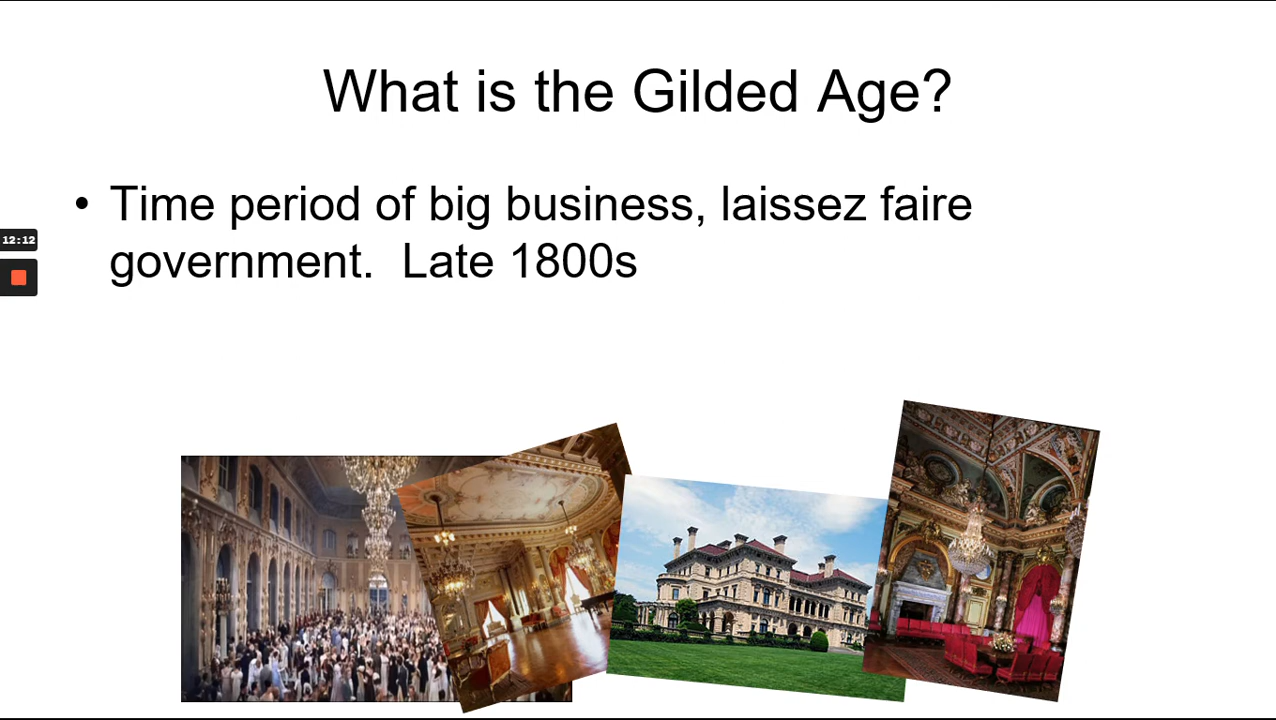 What is the Gilded Age?
• Time period of big business, laissez faire
government.  Late 1800s
12:12